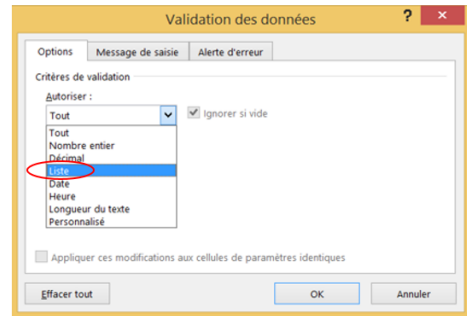 Validation des données ?
Options Message de saisie Alerte d'erreur
Critères de validation
Autoriser :
Tout Ignorer si vide
Tout
Nombre entier
Décimal
Liste
Date
Heure
Longueur du texte
Personnalisé
Appliquer ces modifications aux cellules de paramètres identiques
Effacer tout OK Annuler